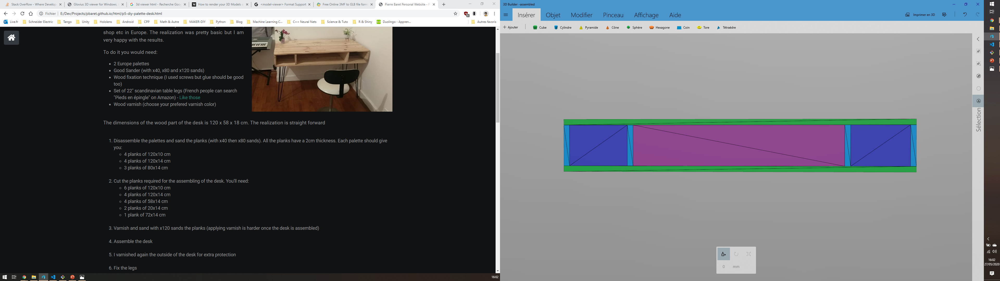 Stack Overflow - Where Develop
Glovius 3D viewer for Windows,
3d viewer html - Recherche Goo
How to render your 3D Models
<model-viewer> Format Support
Free Online 3MF to GLB file form
Pierre Baret Personal Website - P
Fichier
E:/Dev/Projects/pbaret.github.io/html/p5-diy-palette-desk.html
Live.fr
Schneider Electric
Tango
Unity
Hololens
Android
CPP
Math & Autre
MAKER-DIY
Python
Blog
Machine Learning C...
C++ Neural Nets
Science & Tuto
R & Shiny
Duolingo - Appren...
Autres favoris
shop etc in Europe. The realization was pretty basic but I am
very happy with the results.
To do it you would need:
• 2 Europe palettes
• Good Sander (with x40, x80 and x120 sands)
• Wood fixation technique (I used screws but glue should be good
too)
• Set of 22" scandinavian table legs (French people can search
"Pieds en épingle" on Amazon) - Like those
• Wood varnish (choose your prefered varnish color)
The dimensions of the wood part of the desk is 120 x 58 x 18 cm. The realization is straight forward
1. Disassemble the palettes and sand the planks (with x40 then x80 sands). All the planks have a 2cm thickness. Each palette should give
you:
◦ 4 planks of 120x10 cm
◦ 4 planks of 120x14 cm
◦ 3 planks of 80x14 cm
2. Cut the planks required for the assembling of the desk. You'll need:
◦ 6 planks of 120x10 cm
◦ 4 planks of 120x14 cm
◦ 4 planks of 58x14 cm
◦ 2 planks of 20x14 cm
◦ 1 plank of 72x14 cm
3. Varnish and sand with x120 sands the planks (applying varnish is harder once the desk is assembled)
4. Assemble the desk
5. I varnished again the outside of the desk for extra protection
6. Fix the legs
16:02
3D Builder - assembled
Insérer
Objet
Modifier
Pinceau
Affichage
Aide
Imprimer en 3D
Ajouter
Cube
Cylindre
Pyramide
Cône
Sphère
Hexagone
Coin
Tore
Tétraèdre
Sélection
0 mm
16:02
27/05/2020